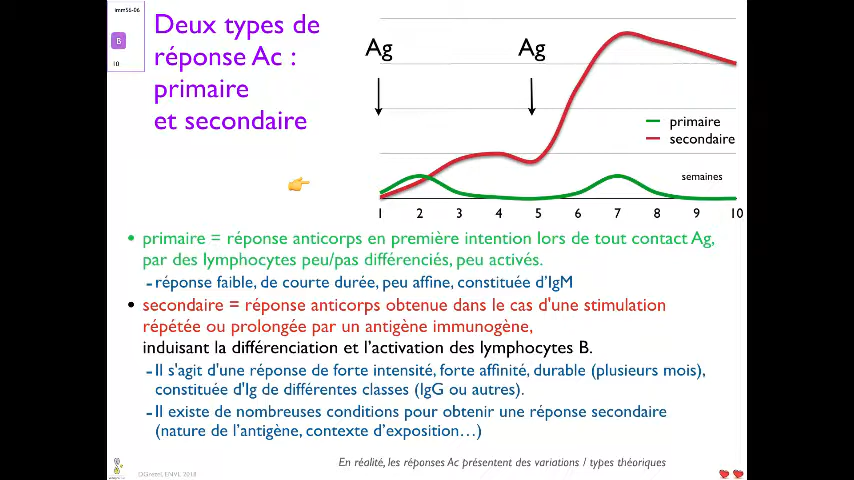 imm56-06
B
10
Deux types de
réponse Ac :
primaire
et secondaire
Ag
Ag
primaire
secondaire
semaines
1 2 3 4 5 6 7 8 9 10
• primaire = réponse anticorps en première intention lors de tout contact Ag,
par des lymphocytes peu/pas différenciés, peu activés.
- réponse faible, de courte durée, peu affine, constituée d'IgM
• secondaire = réponse anticorps obtenue dans le cas d'une stimulation
répétée ou prolongée par un antigène immunogène,
induisant la différenciation et l'activation des lymphocytes B.
- Il s'agit d'une réponse de forte intensité, forte affinité, durable (plusieurs mois),
constituée d'Ig de différentes classes (IgG ou autres).
- Il existe de nombreuses conditions pour obtenir une réponse secondaire
(nature de l'antigène, contexte d'exposition…)
En réalité, les réponses Ac présentent des variations / types théoriques
ENVL 2018